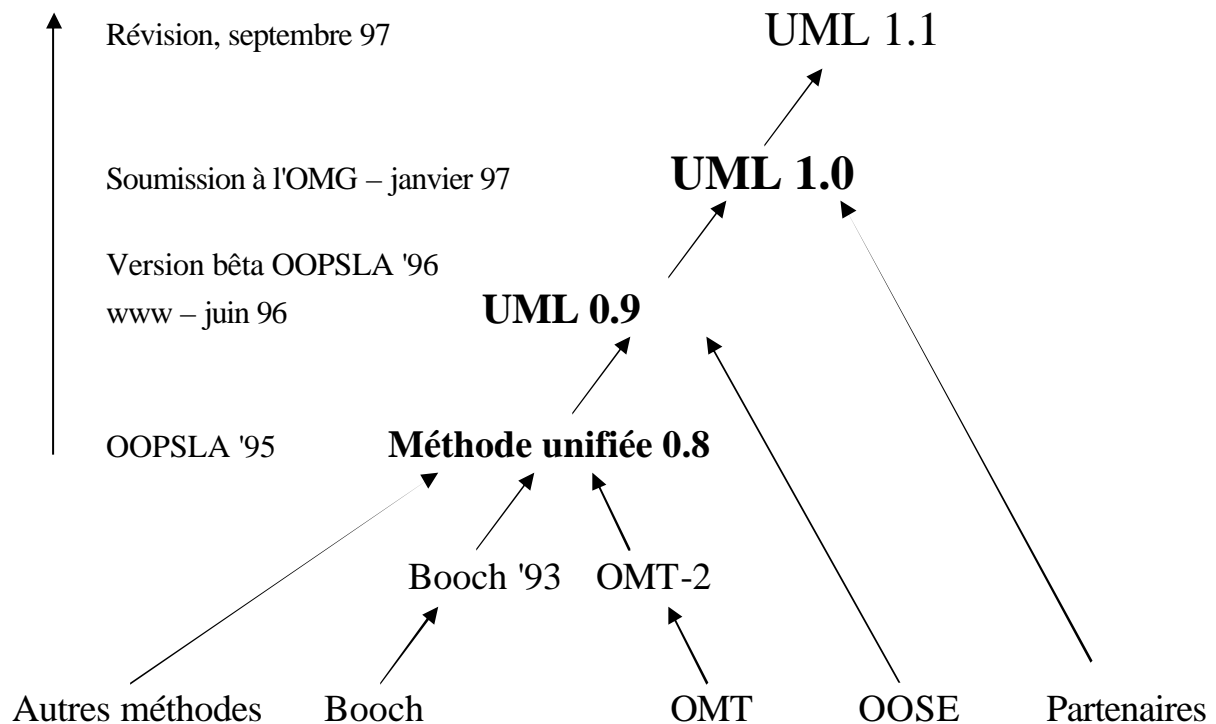 Révision, septembre 97 UML 1.1
Soumission à l'OMG – janvier 97 UML 1.0
Version bêta OOPSLA '96
www – juin 96 UML 0.9
OOPSLA '95 Méthode unifiée 0.8
Booch '93 OMT-2
Autres méthodes Booch OMT OOSE Partenaires